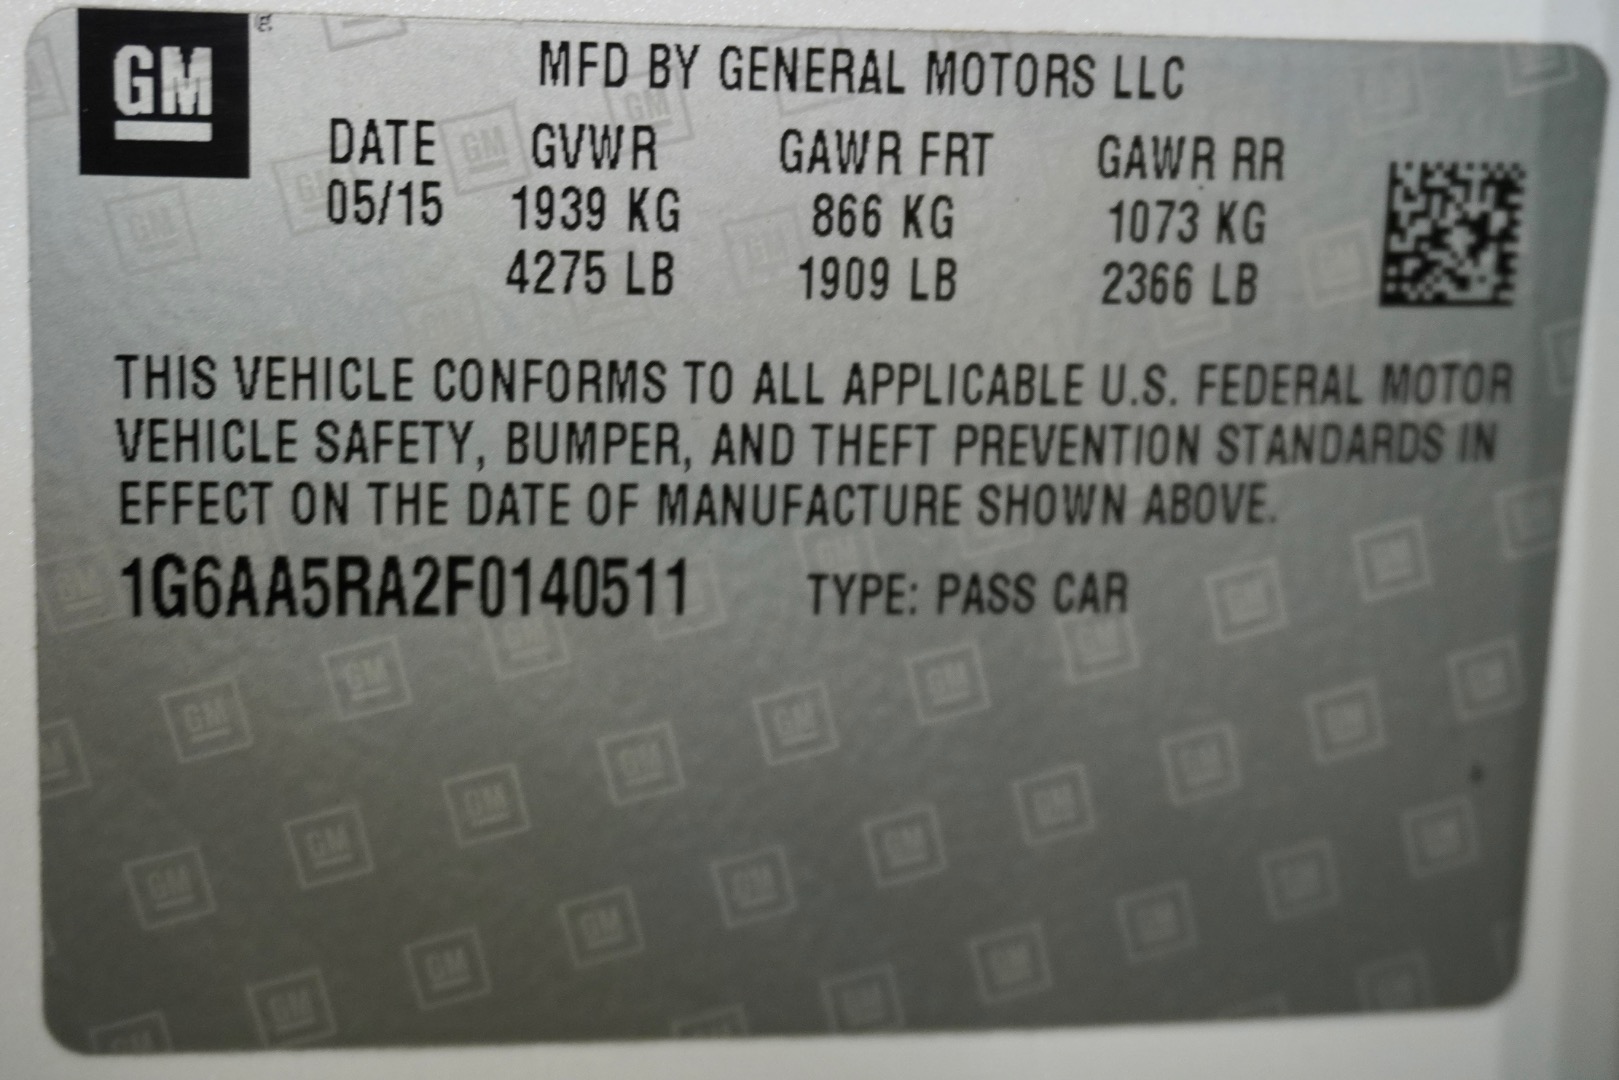 GM
MFD BY GENERAL MOTORS LLC
DATE GVWR GAWR FRT GAWR RR
05/15 1939 KG 866 KG 1073 KG
4275 LB 1909 LB 2366 LB
THIS VEHICLE CONFORMS TO ALL APPLICABLE U.S. FEDERAL MOTOR
VEHICLE SAFETY, BUMPER, AND THEFT PREVENTION STANDARDS IN
EFFECT ON THE DATE OF MANUFACTURE SHOWN ABOVE.
1G6AA5RA2F0140511 TYPE: PASS CAR